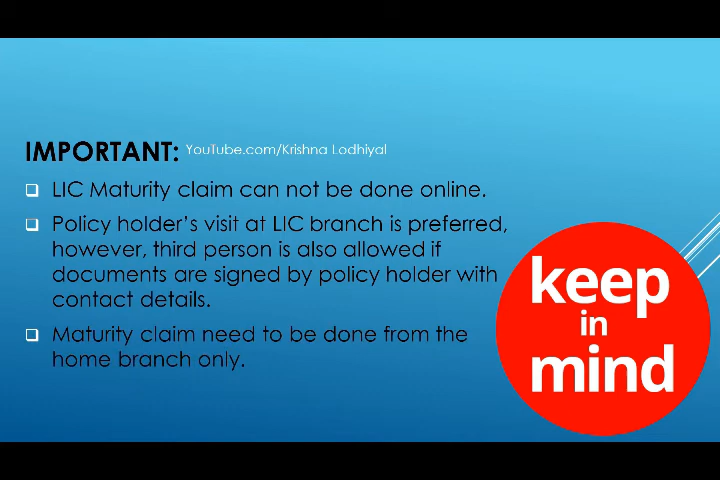 IMPORTANT: YouTube.com/Krishna Lodhiyal
LIC Maturity claim can not be done online.
Policy holder's visit at LIC branch is preferred,
however, third person is also allowed if
documents are signed by policy holder with
contact details.
Maturity claim need to be done from the
home branch only.
keep
in
mind